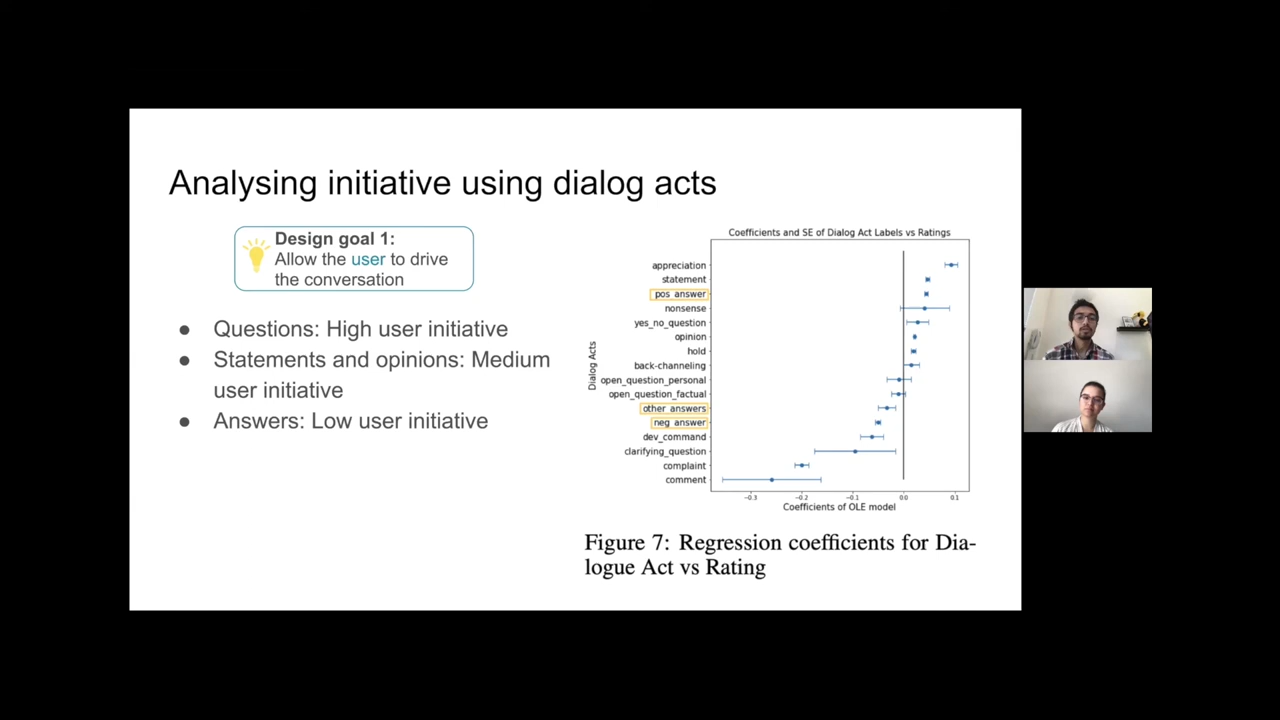 Analysing initiative using dialog acts
Design goal 1:
Allow the user to drive
the conversation
● Questions: High user initiative
● Statements and opinions: Medium
user initiative
● Answers: Low user initiative
Coefficients and SE of Dialog Act Labels vs Ratings
Dialog Acts
appreciation
statement
pos_answer
nonsense
yes_no_question
opinion
hold
back-channeling
open_question_personal
open_question_factual
other_answers
neg_answer
dev_command
clarifying_question
complaint
comment
−0.3 −0.2 −0.1 0.0 0.1
Coefficients of OLE model
Figure 7: Regression coefficients for Dia-
logue Act vs Rating